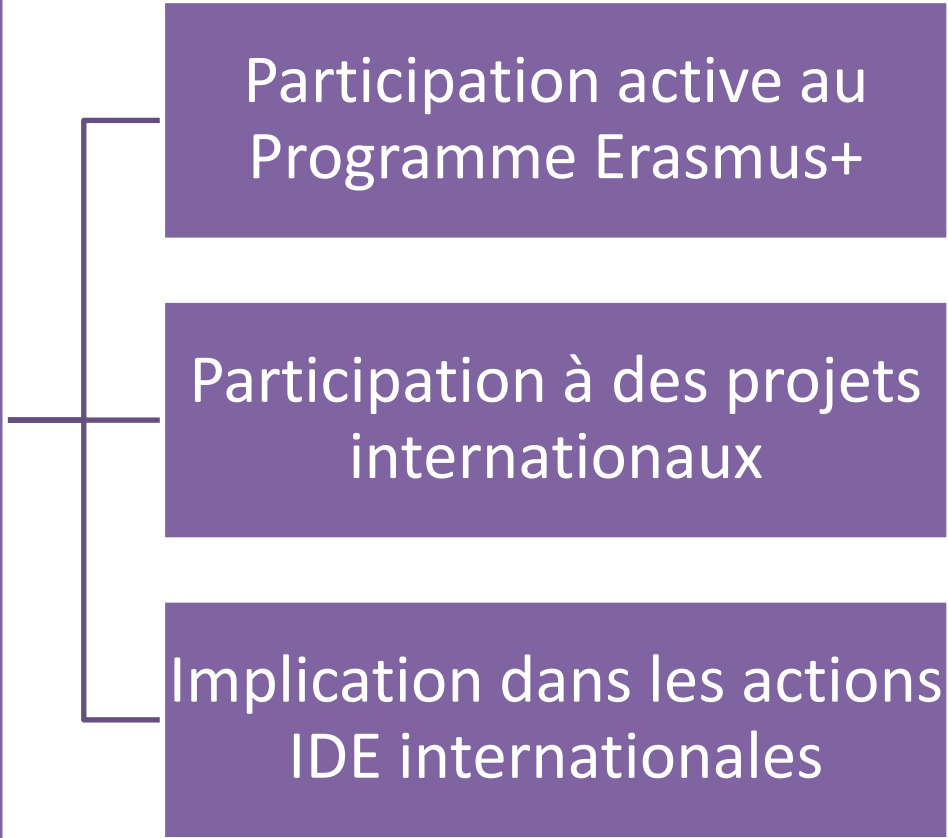 Participation active au
Programme Erasmus+
Participation à des projets
internationaux
Implication dans les actions
IDE internationales